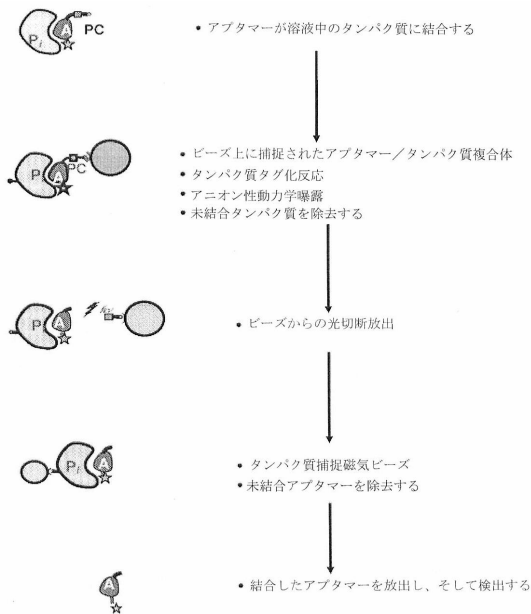 PC
Pi A
• アプタマーが溶液中のタンパク質に結合する
P A PC
• ビーズ上に捕捉されたアプタマー／タンパク質複合体
• タンパク質タグ化反応
• アニオン性動力学曝露
• 未結合タンパク質を除去する
P A
• ビーズからの光切断放出
Pi A
• タンパク質捕捉磁気ビーズ
• 未結合アプタマーを除去する
A
• 結合したアプタマーを放出し、そして検出する